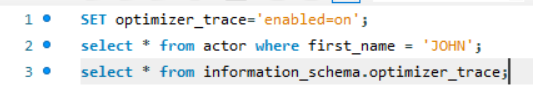 1 SET optimizer_trace='enabled=on';
2 select * from actor where first_name = 'JOHN';
3 select * from information_schema.optimizer_trace;